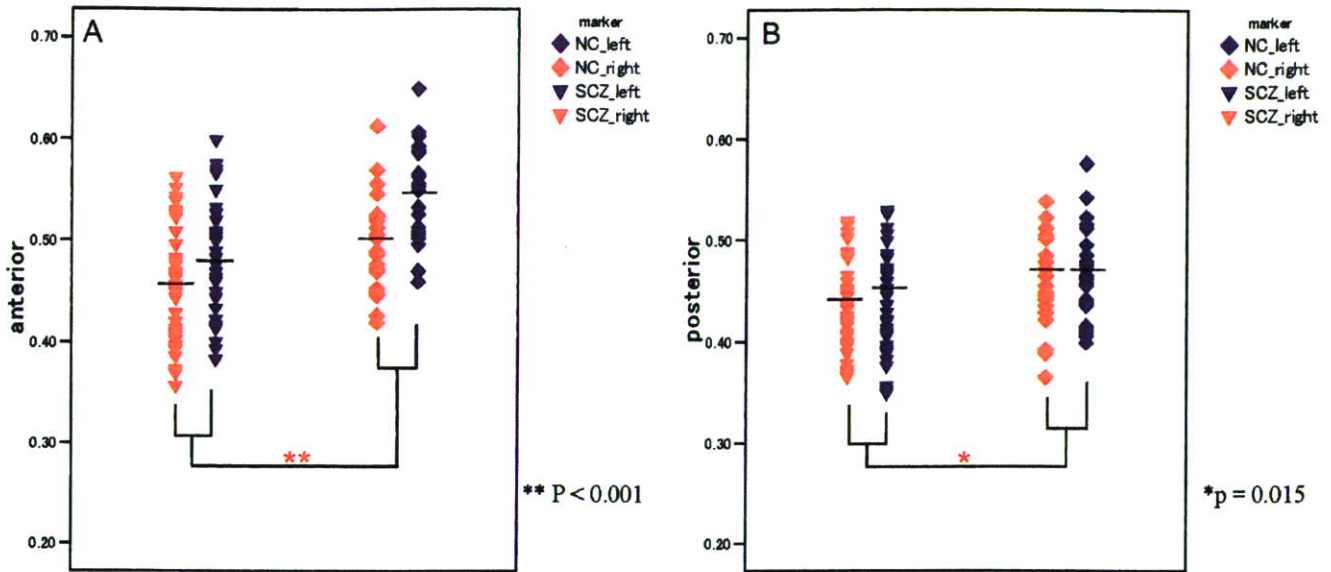 A
marker
NC_left
NC_right
SCZ_left
SCZ_right
0.70
0.60
0.50
0.40
0.30
0.20
anterior
**
** P < 0.001
B
marker
NC_left
NC_right
SCZ_left
SCZ_right
0.70
0.60
0.50
0.40
0.30
0.20
posterior
*
*p = 0.015